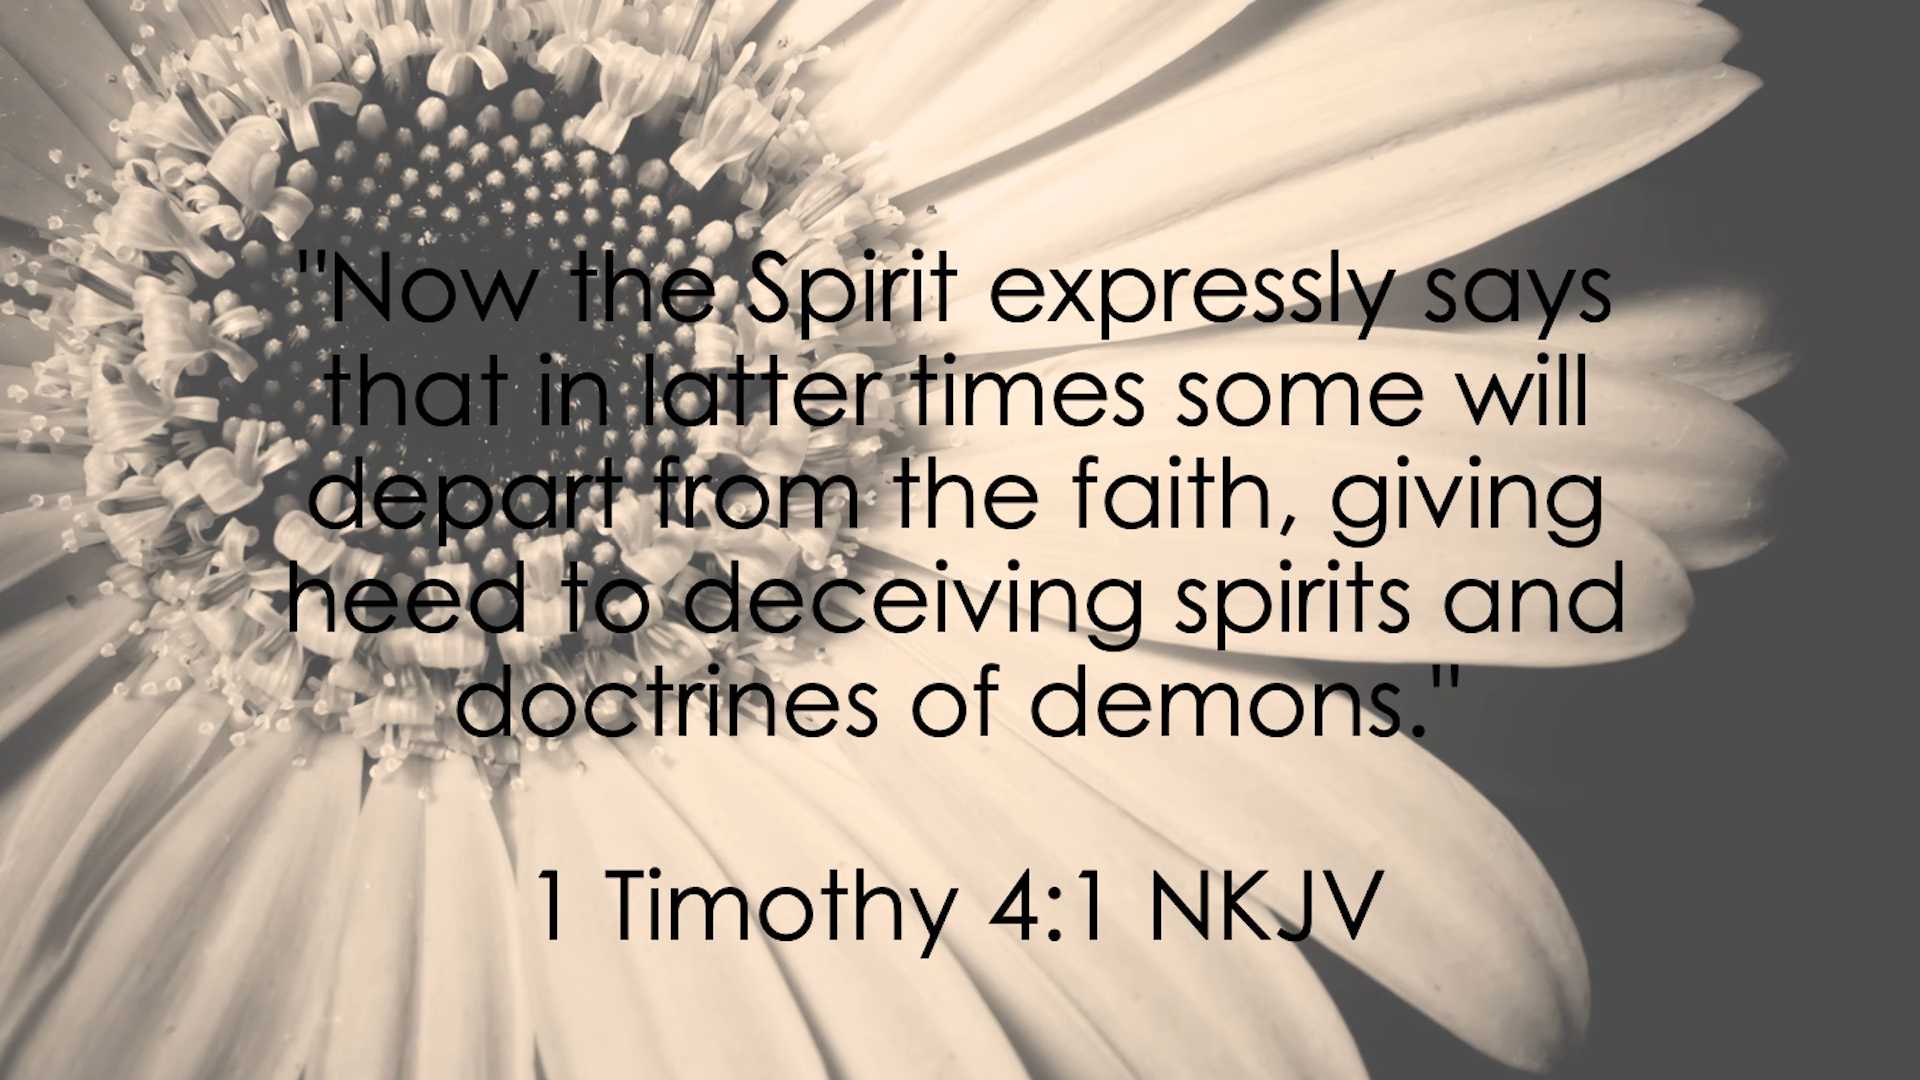 "Now the Spirit expressly says
that in latter times some will
depart from the faith, giving
heed to deceiving spirits and
doctrines of demons."
1 Timothy 4:1 NKJV